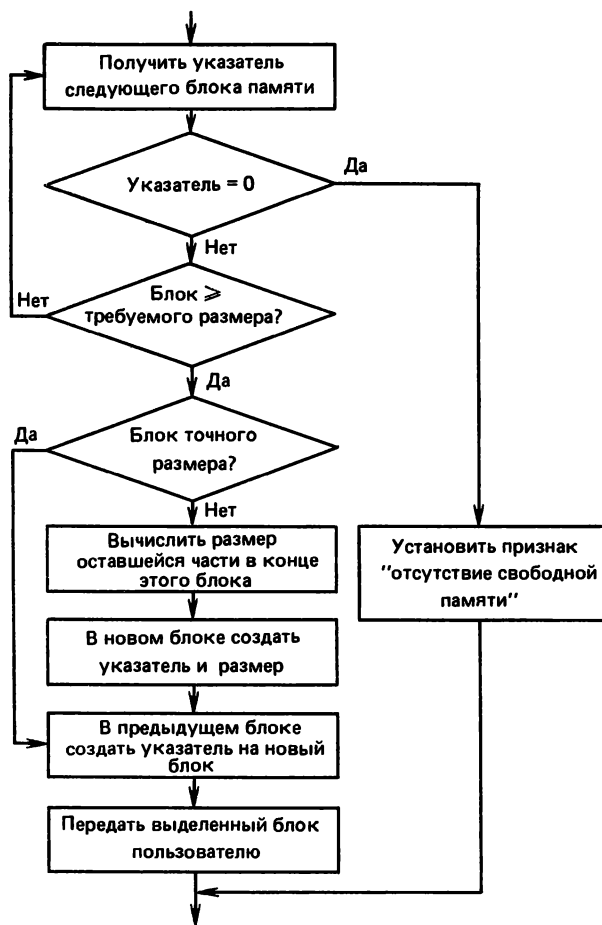 Получить указатель
следующего блока памяти
Да
Указатель = 0
Нет
Нет
Блок ⩾
требуемого размера?
Да
Да
Блок точного
размера?
Нет
Вычислить размер
оставшейся части в конце
этого блока
Установить признак
"отсутствие свободной
памяти"
В новом блоке создать
указатель и размер
В предыдущем блоке
создать указатель на новый
блок
Передать выделенный блок
пользователю